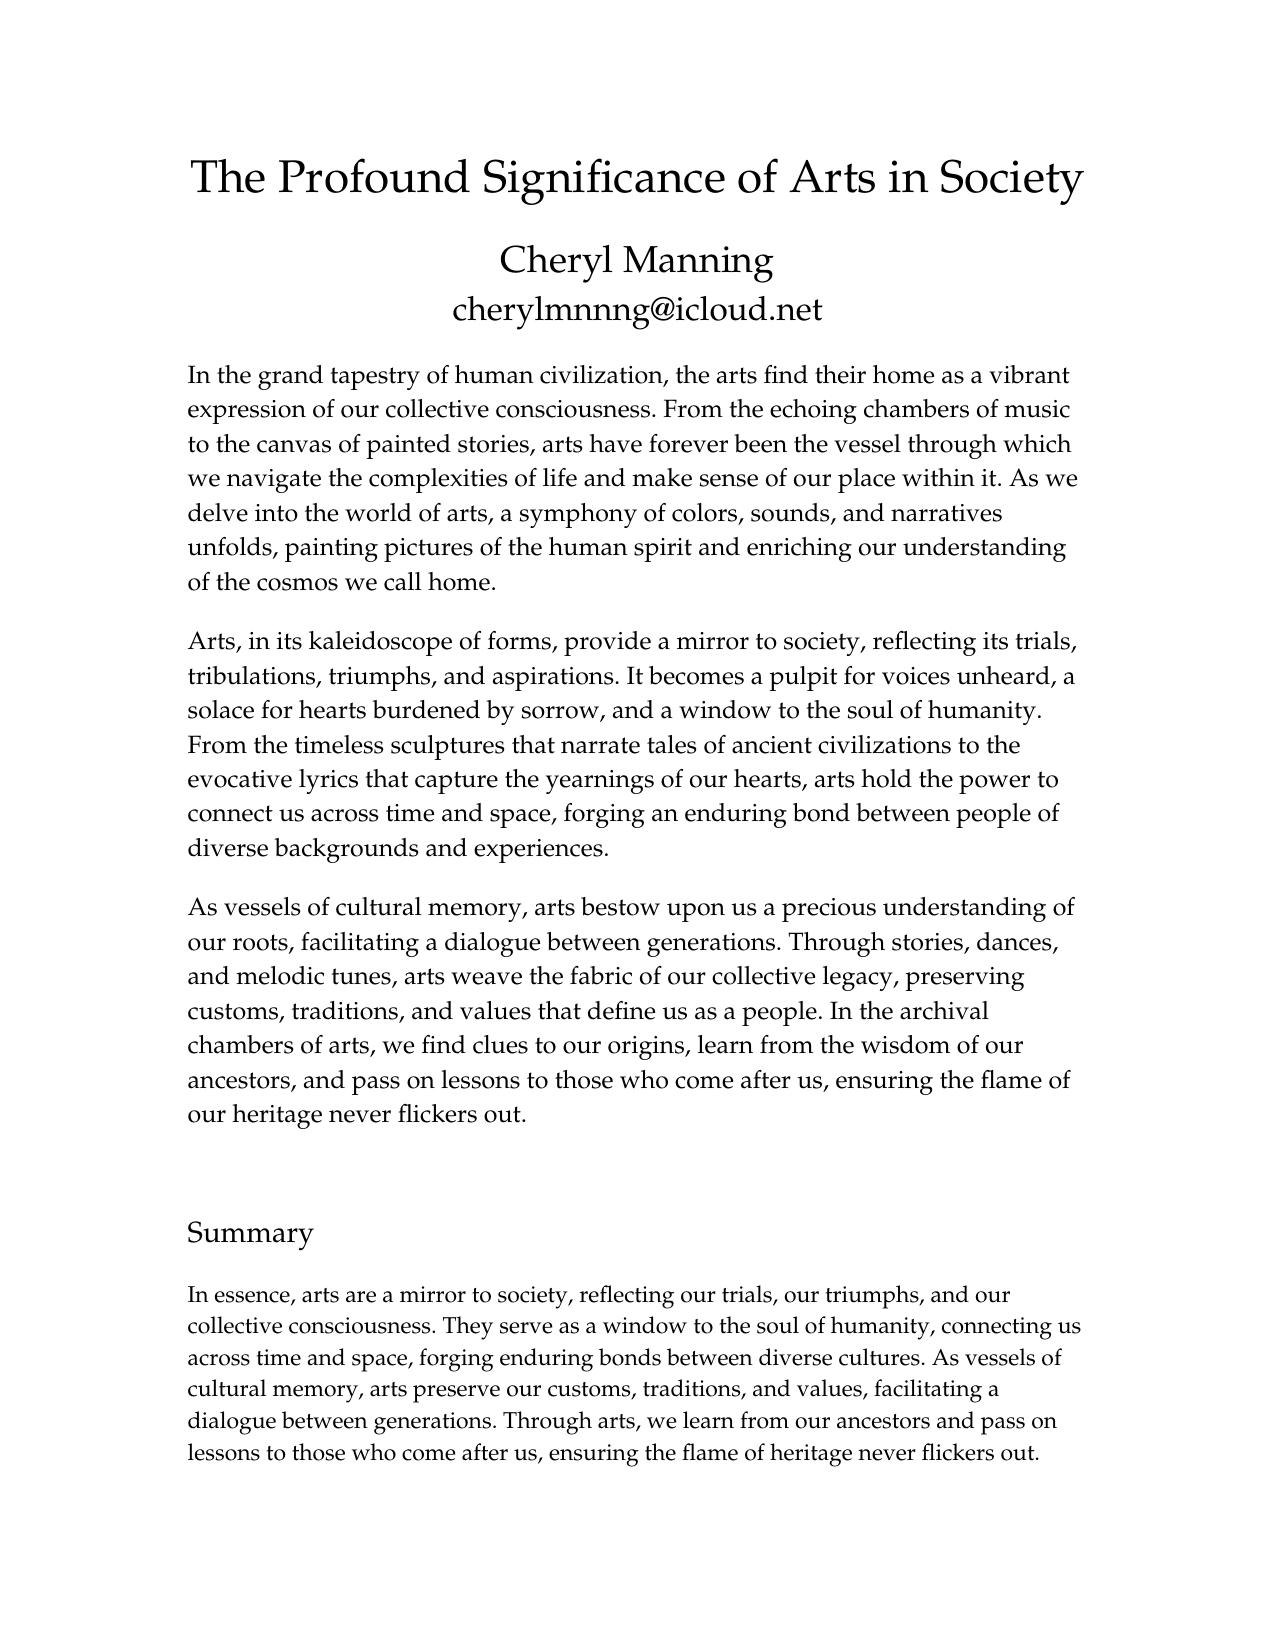 The Profound Significance of Arts in Society
Cheryl Manning
cherylmnnng@icloud.net
In the grand tapestry of human civilization, the arts find their home as a vibrant
expression of our collective consciousness. From the echoing chambers of music
to the canvas of painted stories, arts have forever been the vessel through which
we navigate the complexities of life and make sense of our place within it. As we
delve into the world of arts, a symphony of colors, sounds, and narratives
unfolds, painting pictures of the human spirit and enriching our understanding
of the cosmos we call home.
Arts, in its kaleidoscope of forms, provide a mirror to society, reflecting its trials,
tribulations, triumphs, and aspirations. It becomes a pulpit for voices unheard, a
solace for hearts burdened by sorrow, and a window to the soul of humanity.
From the timeless sculptures that narrate tales of ancient civilizations to the
evocative lyrics that capture the yearnings of our hearts, arts hold the power to
connect us across time and space, forging an enduring bond between people of
diverse backgrounds and experiences.
As vessels of cultural memory, arts bestow upon us a precious understanding of
our roots, facilitating a dialogue between generations. Through stories, dances,
and melodic tunes, arts weave the fabric of our collective legacy, preserving
customs, traditions, and values that define us as a people. In the archival
chambers of arts, we find clues to our origins, learn from the wisdom of our
ancestors, and pass on lessons to those who come after us, ensuring the flame of
our heritage never flickers out.
Summary
In essence, arts are a mirror to society, reflecting our trials, our triumphs, and our
collective consciousness. They serve as a window to the soul of humanity, connecting us
across time and space, forging enduring bonds between diverse cultures. As vessels of
cultural memory, arts preserve our customs, traditions, and values, facilitating a
dialogue between generations. Through arts, we learn from our ancestors and pass on
lessons to those who come after us, ensuring the flame of heritage never flickers out.